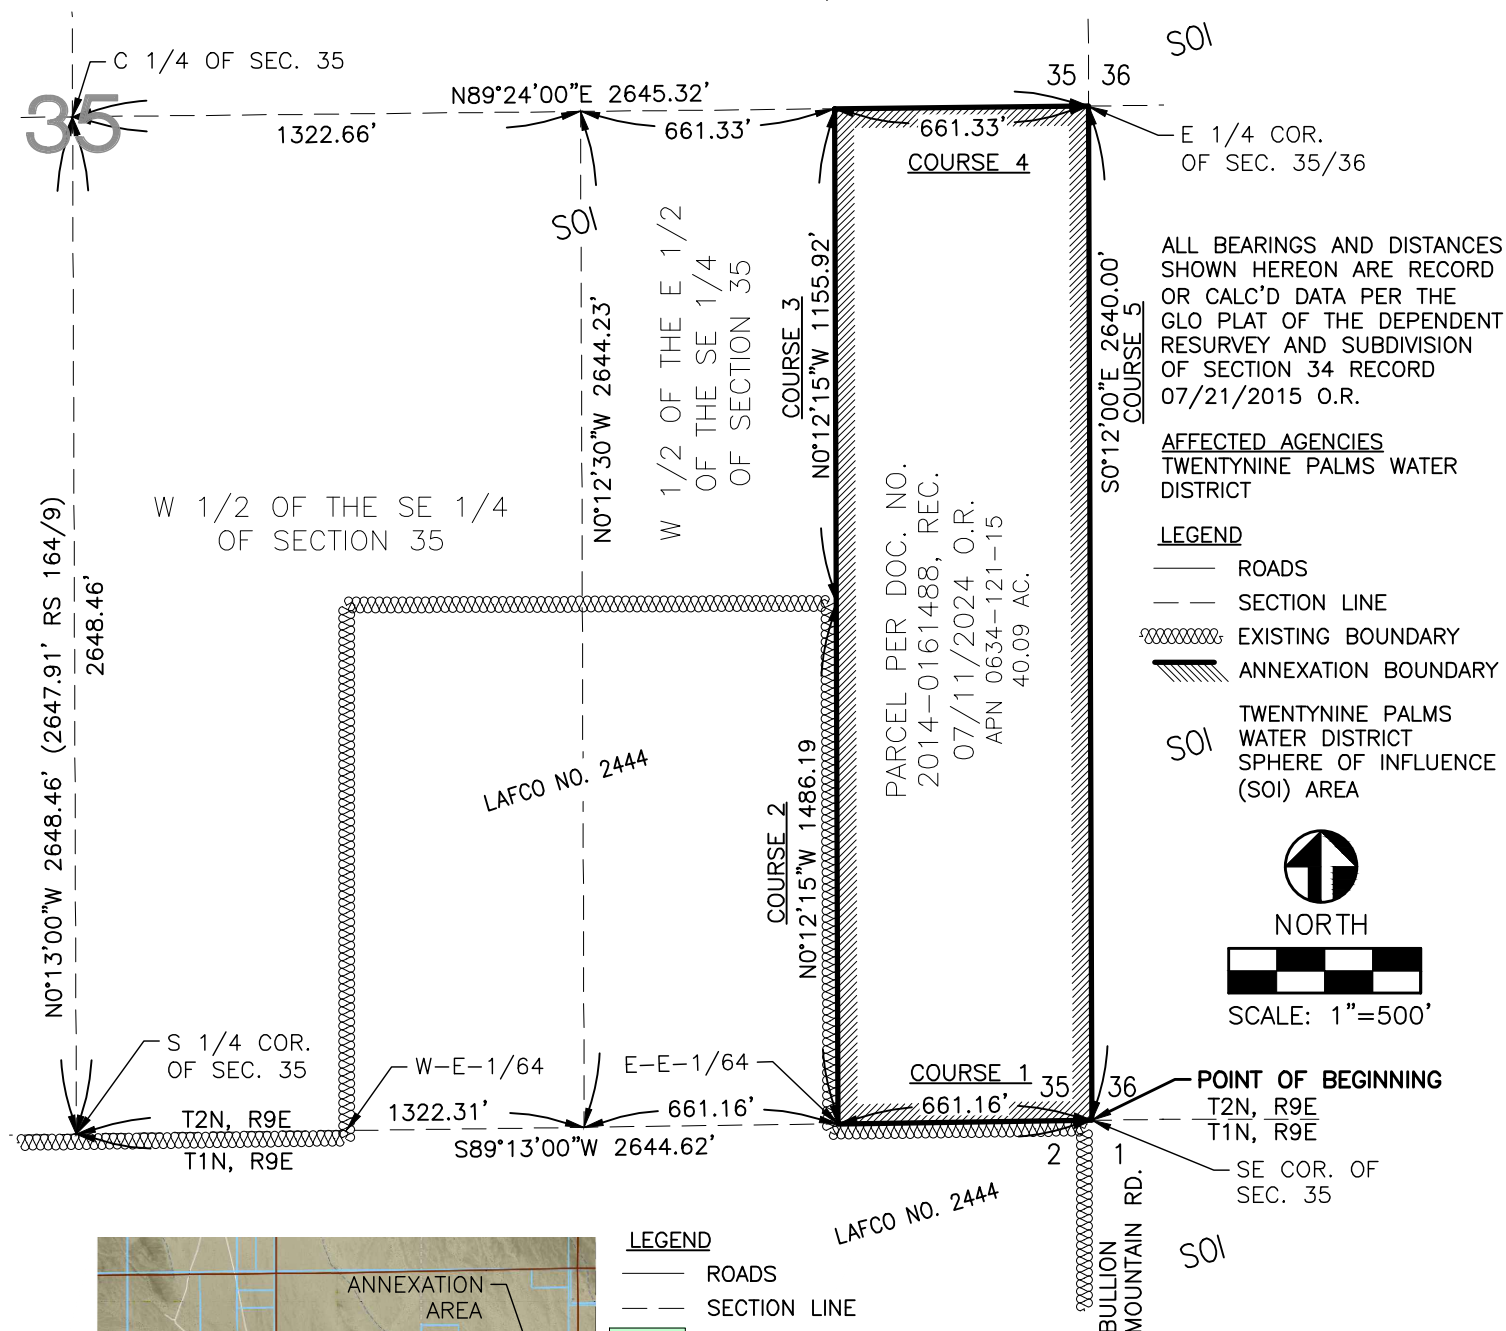 SOI
C 1/4 OF SEC. 35
35 36
35
N89°24'00"E 2645.32'
1322.66'
661.33'
661.33'
COURSE 4
E 1/4 COR.
OF SEC. 35/36
SOI
W 1/2 OF THE E 1/2
OF THE SE 1/4
OF SECTION 35
N0°12'30"W 2644.23'
COURSE 3
N0°12'15"W 1155.92'
S0°12'00"E 2640.00'
COURSE 5
ALL BEARINGS AND DISTANCES
SHOWN HEREON ARE RECORD
OR CALC'D DATA PER THE
GLO PLAT OF THE DEPENDENT
RESURVEY AND SUBDIVISION
OF SECTION 34 RECORD
07/21/2015 O.R.
AFFECTED AGENCIES
TWENTYNINE PALMS WATER
DISTRICT
LEGEND
ROADS
SECTION LINE
EXISTING BOUNDARY
ANNEXATION BOUNDARY
SOI
TWENTYNINE PALMS
WATER DISTRICT
SPHERE OF INFLUENCE
(SOI) AREA
W 1/2 OF THE SE 1/4
OF SECTION 35
N0°13'00"W 2648.46' (2647.91' RS 164/9)
2648.46'
PARCEL PER DOC. NO.
2014-0161488, REC.
07/11/2024 O.R.
APN 0634-121-15
40.09 AC.
LAFCO NO. 2444
COURSE 2
N0°12'15"W 1486.19
NORTH
SCALE: 1"=500'
S 1/4 COR.
OF SEC. 35
W-E-1/64
E-E-1/64
COURSE 1
35 36
POINT OF BEGINNING
T2N, R9E
T1N, R9E
1322.31'
661.16'
661.16'
S89°13'00"W 2644.62'
T2N, R9E
T1N, R9E
2 1
SE COR. OF
SEC. 35
LAFCO NO. 2444
BULLION
MOUNTAIN RD.
SOI
ANNEXATION
AREA
LEGEND
ROADS
SECTION LINE